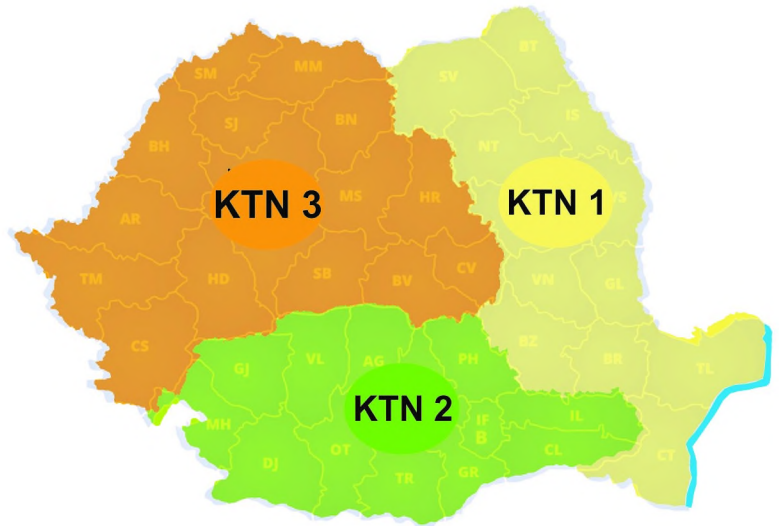 BT
SV
MM
SM
IS
BN
SJ
NT
BH
MS
HR
KTN 3
KTN 1
VS
AR
CV
SB
BV
HD
TM
VN
GL
BZ
CS
BR
TL
PH
AG
VL
GJ
KTN 2
IL
IF
B
MH
CL
OT
CT
DJ
TR
GR